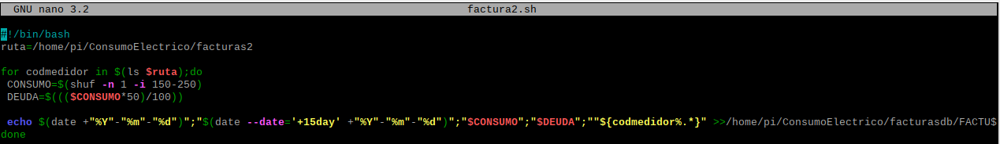 GNU nano 3.2 factura2.sh
#!/bin/bash
ruta=/home/pi/ConsumoElectrico/facturas2
for codmedidor in $(ls $ruta);do
CONSUMO=$(shuf -n 1 -i 150-250)
DEUDA=$((($CONSUMO*50)/100))
echo $(date +"%Y"-"%m"-"%d")";"$(date --date='+15day' +"%Y"-"%m"-"%d")";"$CONSUMO";"$DEUDA";""${codmedidor%.*}" >>/home/pi/ConsumoElectrico/facturasdb/FACTU$
done